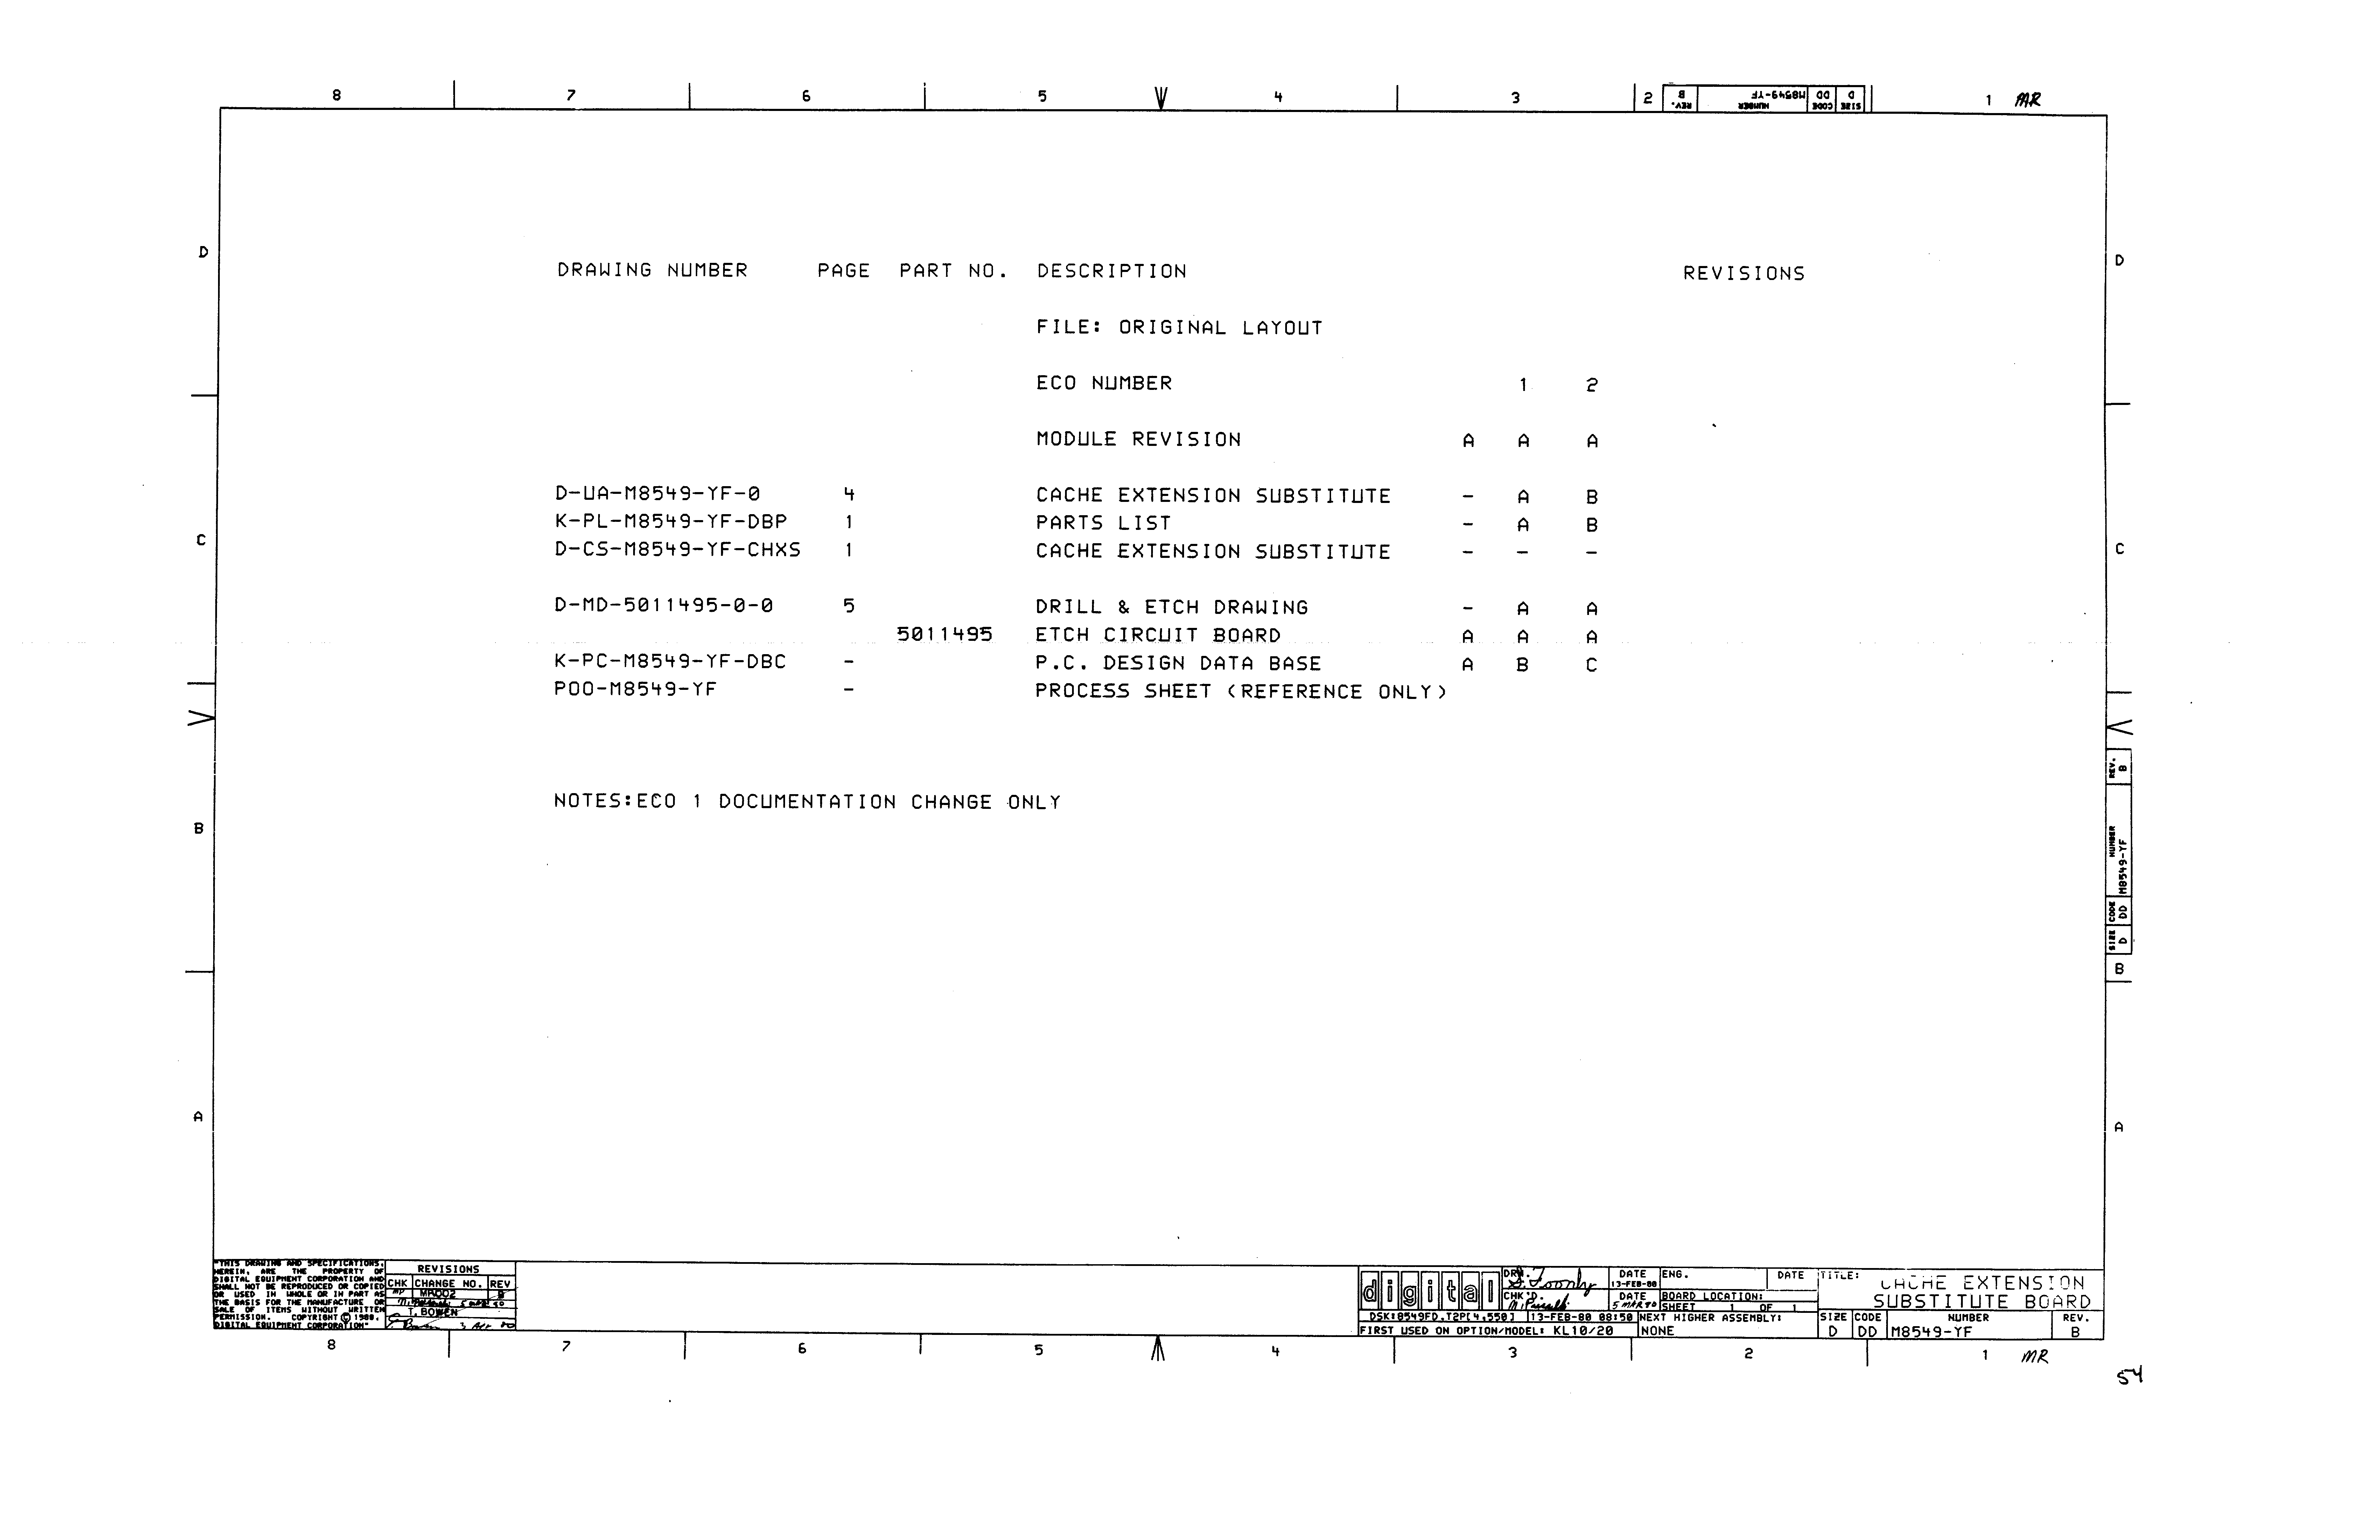 8 7 6 5 4 3 2 1 MR
REV. B NUMBER M8549-YF CODE DD SIZE D
D D
DRAWING NUMBER PAGE PART NO. DESCRIPTION REVISIONS
FILE: ORIGINAL LAYOUT
ECO NUMBER 1 2
MODULE REVISION A A A
D-UA-M8549-YF-0 4 CACHE EXTENSION SUBSTITUTE - A B
K-PL-M8549-YF-DBP 1 PARTS LIST - A B
D-CS-M8549-YF-CHXS 1 CACHE EXTENSION SUBSTITUTE - - -
C C
D-MD-5011495-0-0 5 DRILL & ETCH DRAWING - A A
5011495 ETCH CIRCUIT BOARD A A A
K-PC-M8549-YF-DBC - P.C. DESIGN DATA BASE A B C
P00-M8549-YF - PROCESS SHEET (REFERENCE ONLY)
NOTES:ECO 1 DOCUMENTATION CHANGE ONLY
B B
SIZE D CODE DD NUMBER M8549-YF REV. B
A A
"THIS DRAWING AND SPECIFICATIONS,
HEREIN, ARE THE PROPERTY OF
DIGITAL EQUIPMENT CORPORATION AND
SHALL NOT BE REPRODUCED OR COPIED
OR USED IN WHOLE OR IN PART AS
THE BASIS FOR THE MANUFACTURE OR
SALE OF ITEMS WITHOUT WRITTEN
PERMISSION. COPYRIGHT © 1980,
DIGITAL EQUIPMENT CORPORATION"
REVISIONS
CHK CHANGE NO. REV
MR002 B
T. BOWEN
digital
DRN. DATE 13-FEB-80 ENG. DATE
CHK'D. DATE 5 MAR 80 BOARD LOCATION:
SHEET 1 OF 1
DSK:8549FD.T2P[4,550] 13-FEB-80 08:50 NEXT HIGHER ASSEMBLY:
FIRST USED ON OPTION/MODEL: KL10/20 NONE
TITLE: CACHE EXTENSION
SUBSTITUTE BOARD
SIZE CODE NUMBER REV.
D DD M8549-YF B
8 7 6 5 4 3 2 1 MR
54